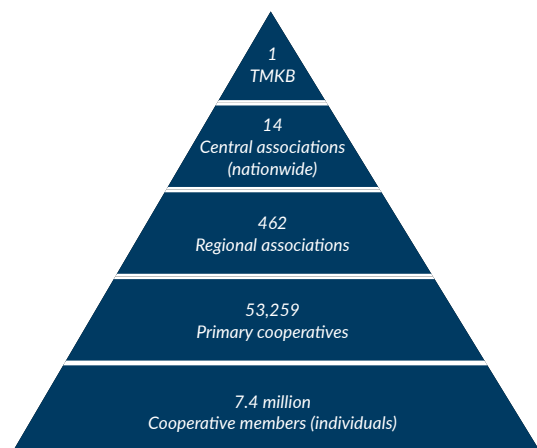 1
TMKB
14
Central associations
(nationwide)
462
Regional associations
53,259
Primary cooperatives
7.4 million
Cooperative members (individuals)